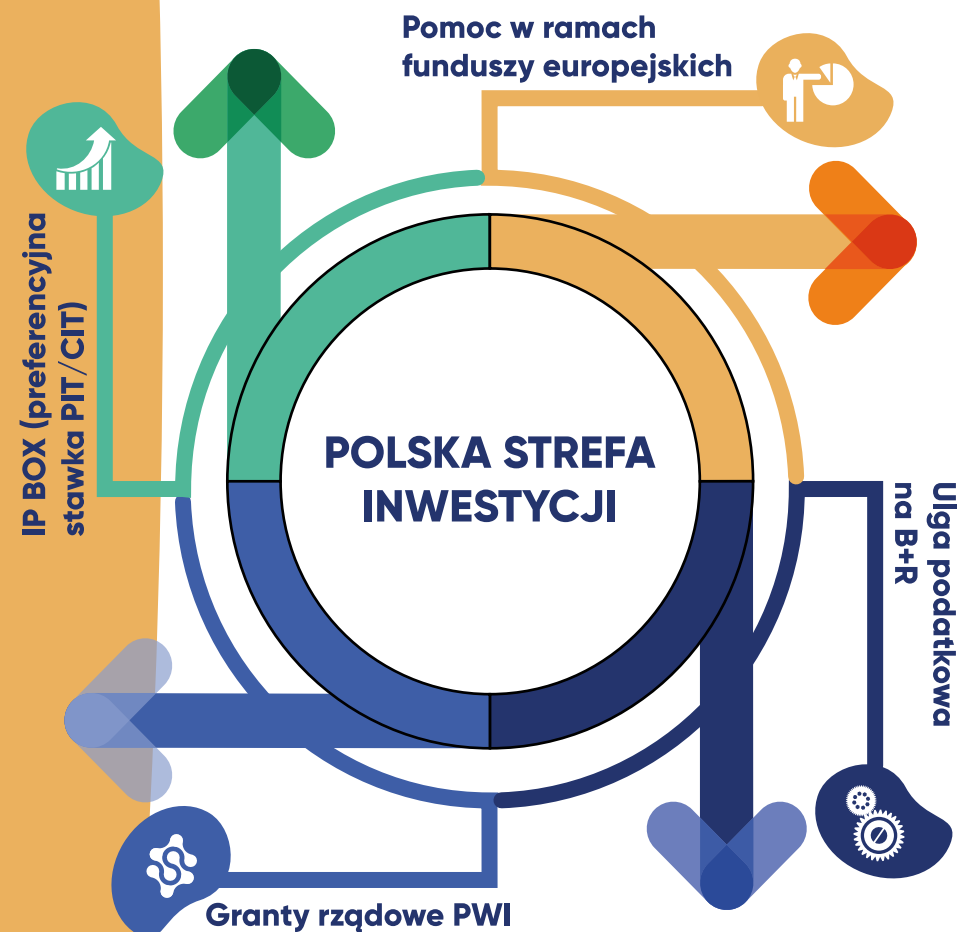 Pomoc w ramach
funduszy europejskich
IP BOX (preferencyjna
stawka PIT/CIT)
POLSKA STREFA
INWESTYCJI
Ulga podatkowa
na B+R
Granty rządowe PWI